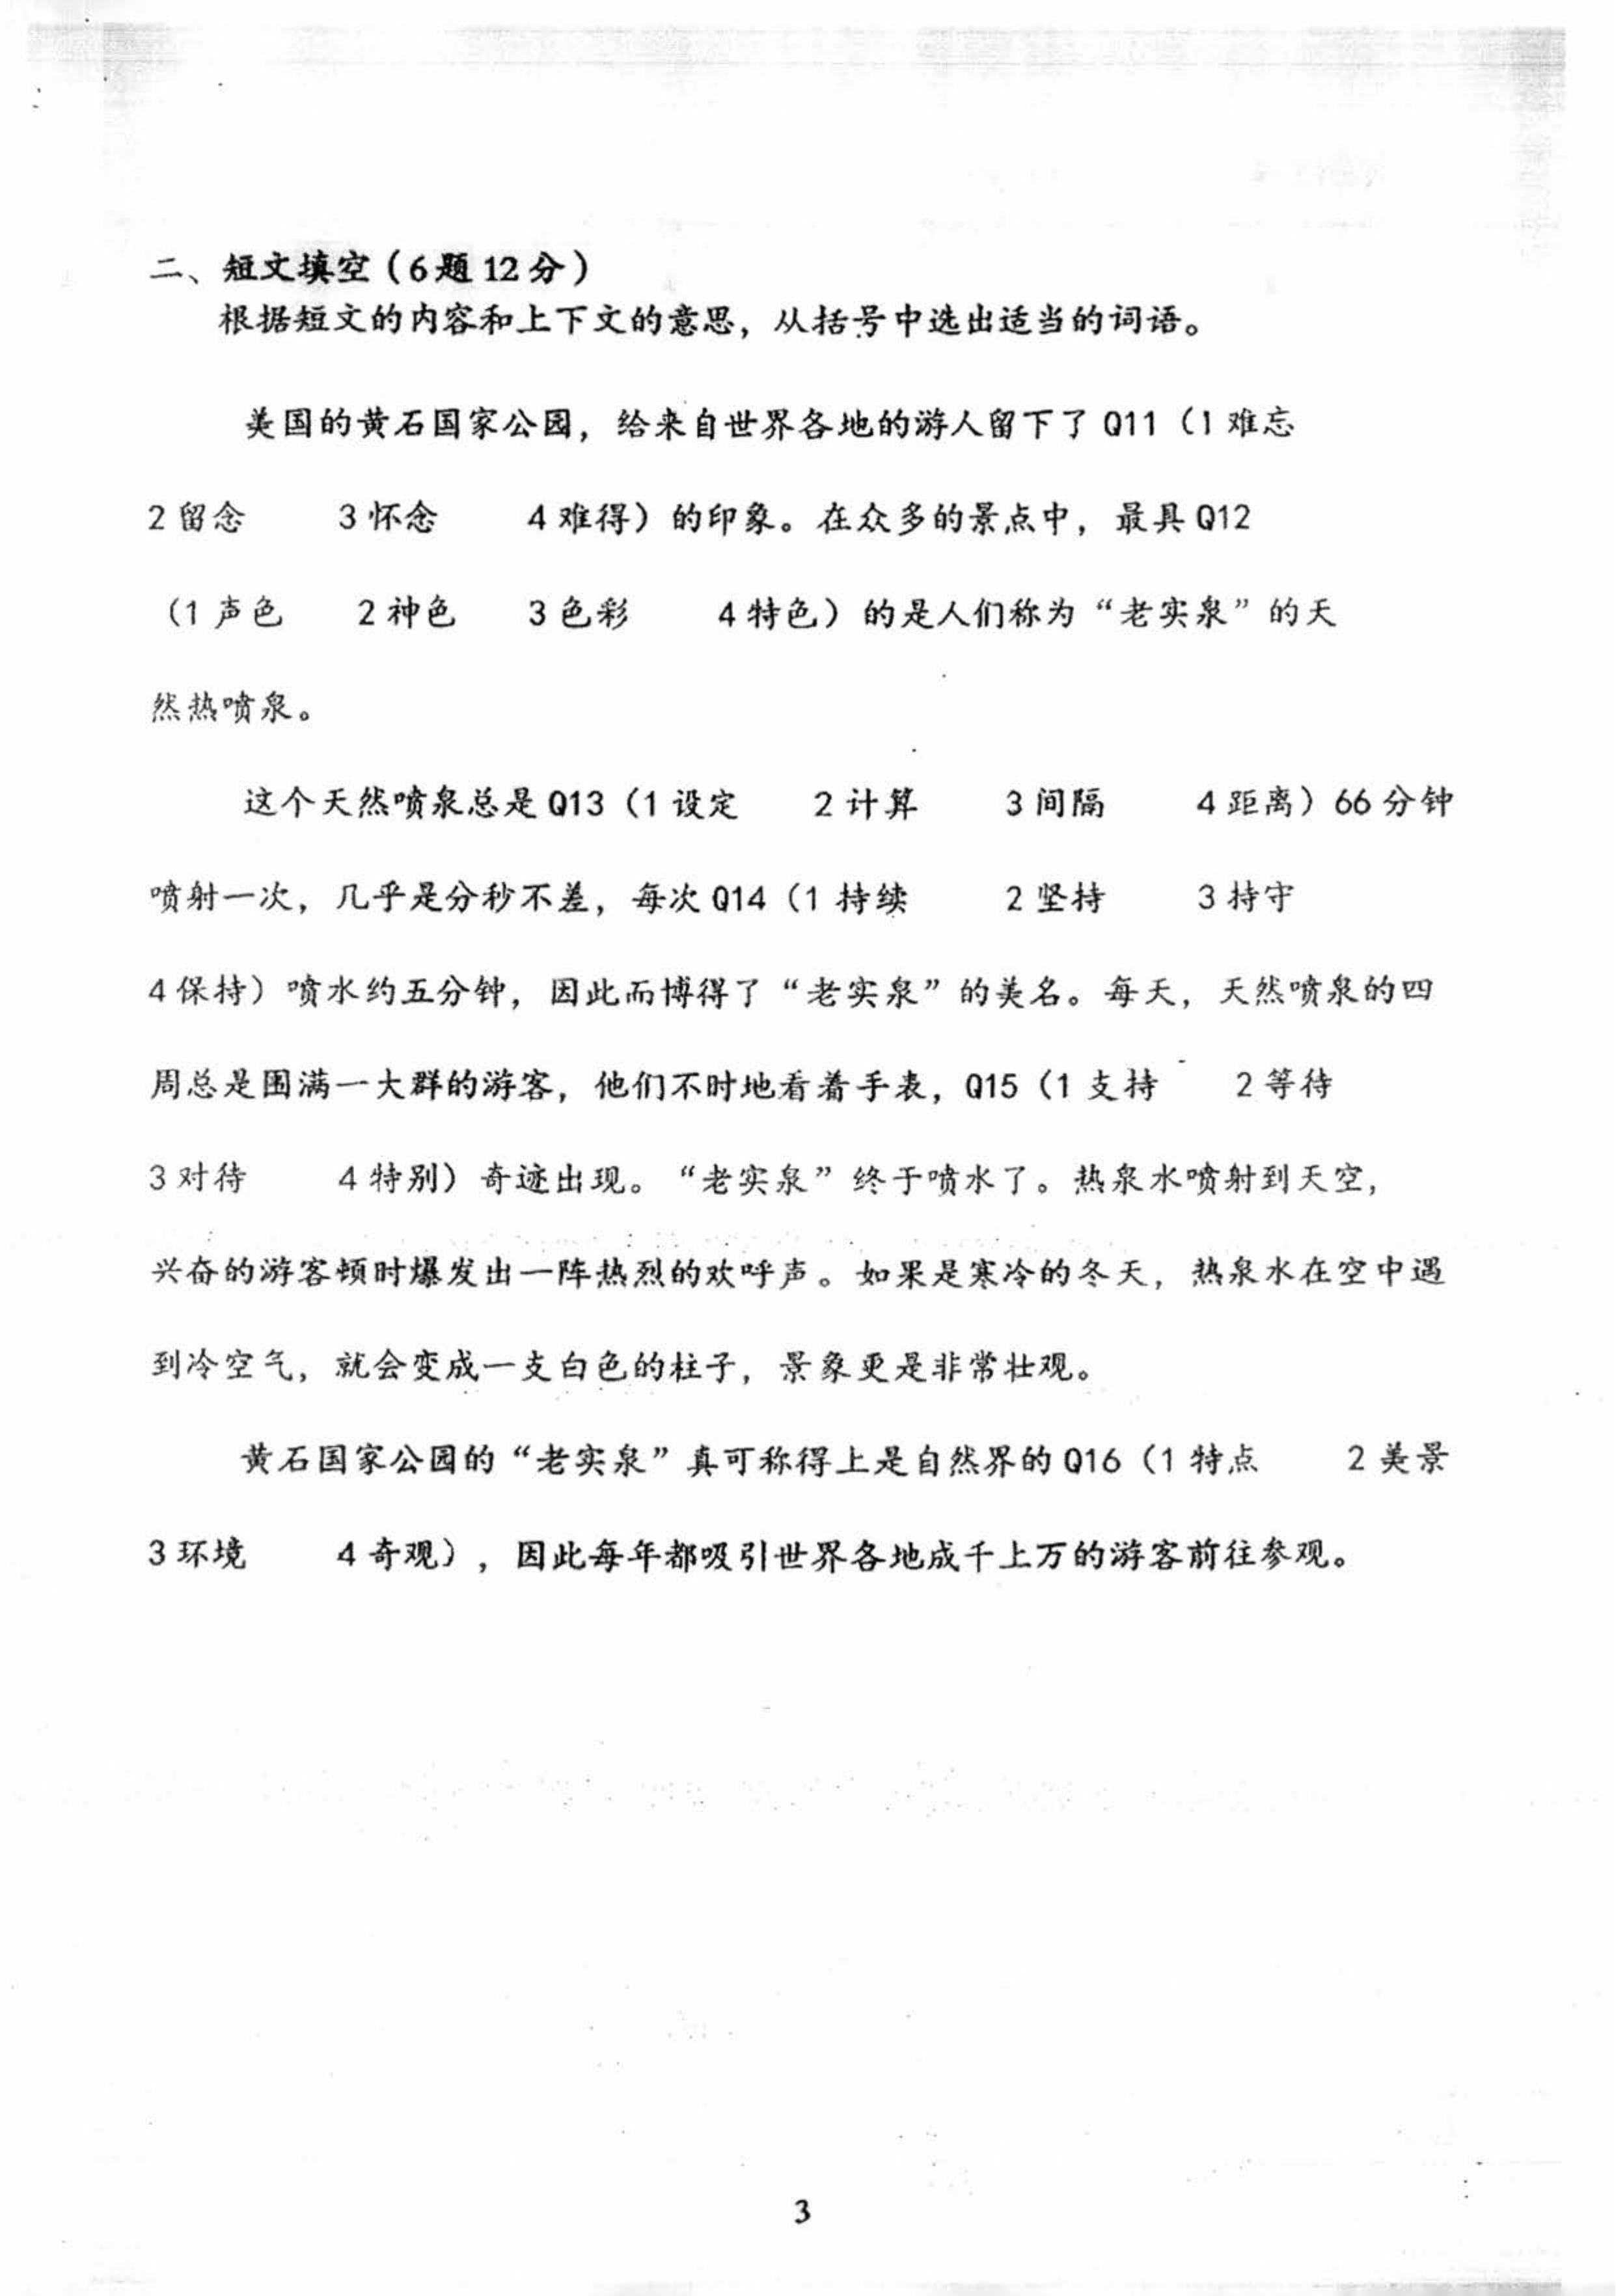 二、短文填空（6题12分）
根据短文的内容和上下文的意思，从括号中选出适当的词语。
美国的黄石国家公园，给来自世界各地的游人留下了Q11（1难忘
2留念 3怀念 4难得）的印象。在众多的景点中，最具Q12
（1声色 2神色 3色彩 4特色）的是人们称为“老实泉”的天
然热喷泉。
这个天然喷泉总是Q13（1设定 2计算 3间隔 4距离）66分钟
喷射一次，几乎是分秒不差，每次Q14（1持续 2坚持 3持守
4保持）喷水约五分钟，因此而博得了“老实泉”的美名。每天，天然喷泉的四
周总是围满一大群的游客，他们不时地看着手表，Q15（1支持 2等待
3对待 4特别）奇迹出现。“老实泉”终于喷水了。热泉水喷射到天空，
兴奋的游客顿时爆发出一阵热烈的欢呼声。如果是寒冷的冬天，热泉水在空中遇
到冷空气，就会变成一支白色的柱子，景象更是非常壮观。
黄石国家公园的“老实泉”真可称得上是自然界的Q16（1特点 2美景
3环境 4奇观），因此每年都吸引世界各地成千上万的游客前往参观。
3